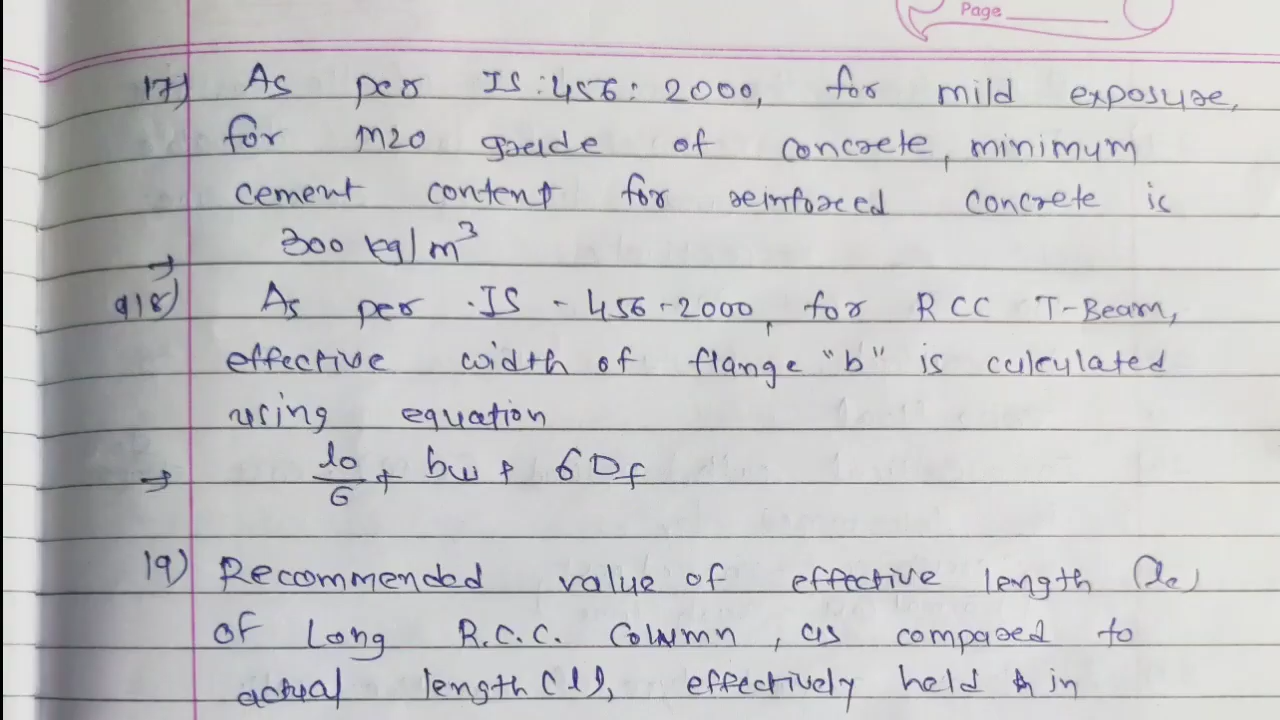 Page
17) As per IS:456:2000, for mild exposure,
for M20 grade of concrete, minimum
cement content for reinforced concrete is
300 kg/m³
→
918) As per .IS - 456-2000, for RCC T-Beam,
effective width of flange "b" is calculated
using equation
→ lo/6 + bw + 6Df
19) Recommended value of effective length (le)
of Long R.C.C. Column, as compared to
actual length (l), effectively held in